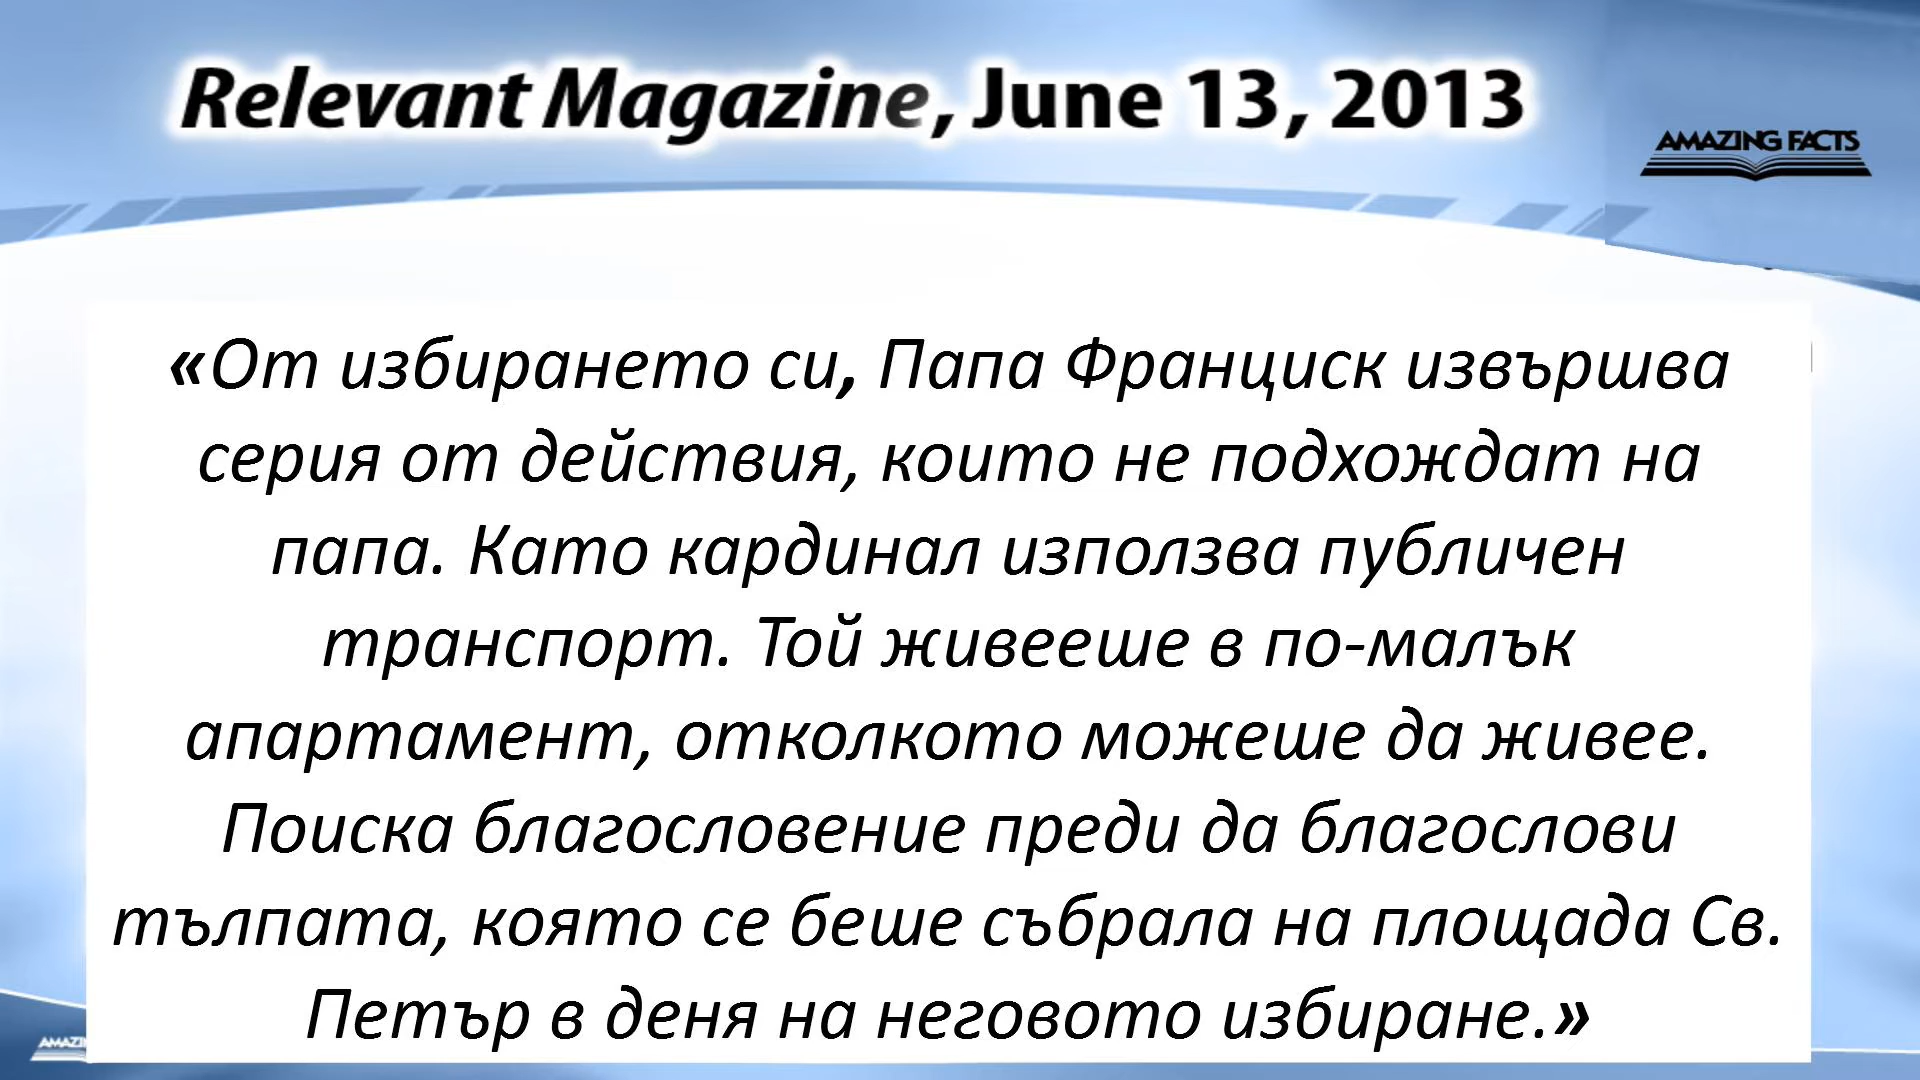 Relevant Magazine, June 13, 2013
AMAZING FACTS
«От избирането си, Папа Франциск извършва
серия от действия, които не подхождат на
папа. Като кардинал използва публичен
транспорт. Той живееше в по-малък
апартамент, отколкото можеше да живее.
Поиска благословение преди да благослови
тълпата, която се беше събрала на площада Св.
Петър в деня на неговото избиране.»
AMAZI